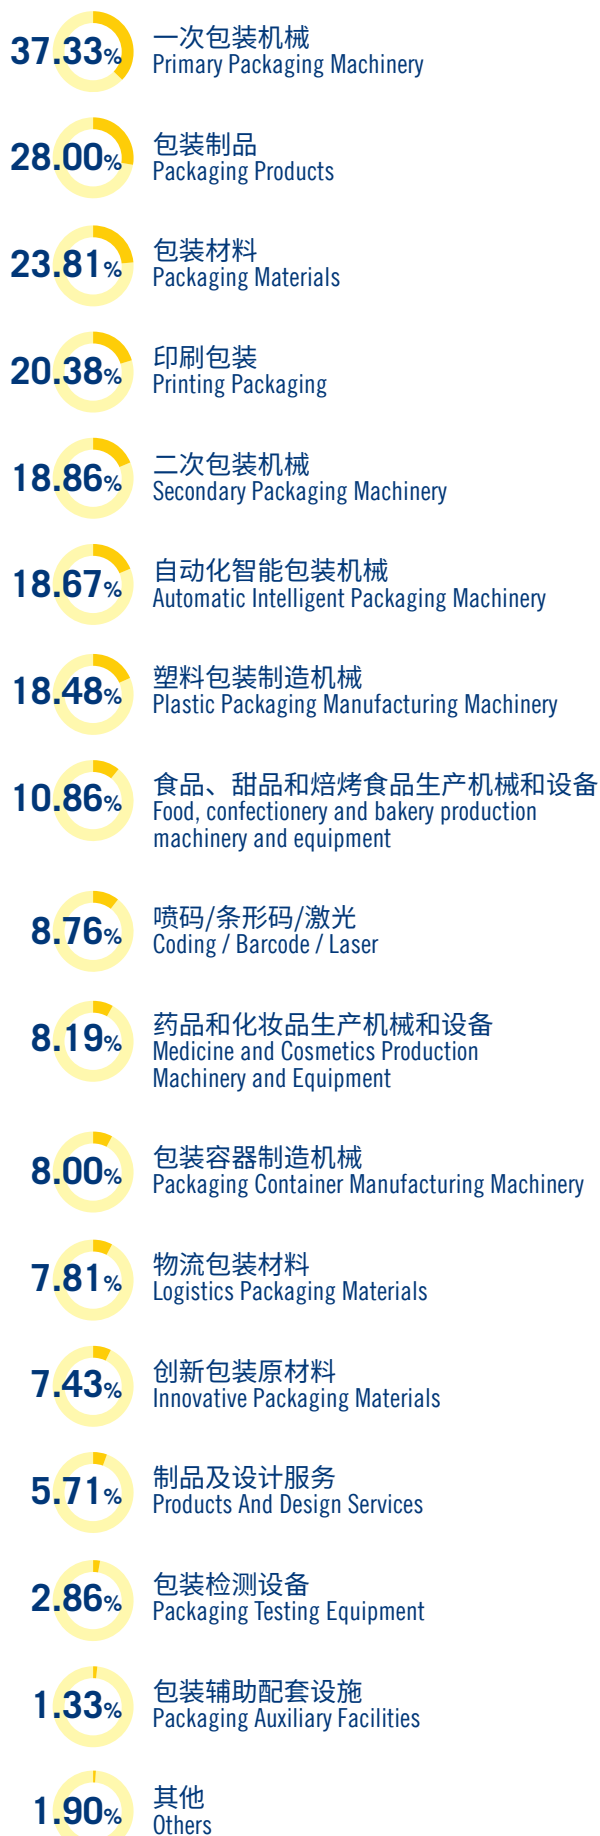 37.33%
一次包装机械
Primary Packaging Machinery
28.00%
包装制品
Packaging Products
23.81%
包装材料
Packaging Materials
20.38%
印刷包装
Printing Packaging
18.86%
二次包装机械
Secondary Packaging Machinery
18.67%
自动化智能包装机械
Automatic Intelligent Packaging Machinery
18.48%
塑料包装制造机械
Plastic Packaging Manufacturing Machinery
10.86%
食品、甜品和焙烤食品生产机械和设备
Food, confectionery and bakery production
machinery and equipment
8.76%
喷码/条形码/激光
Coding / Barcode / Laser
8.19%
药品和化妆品生产机械和设备
Medicine and Cosmetics Production
Machinery and Equipment
8.00%
包装容器制造机械
Packaging Container Manufacturing Machinery
7.81%
物流包装材料
Logistics Packaging Materials
7.43%
创新包装原材料
Innovative Packaging Materials
5.71%
制品及设计服务
Products And Design Services
2.86%
包装检测设备
Packaging Testing Equipment
1.33%
包装辅助配套设施
Packaging Auxiliary Facilities
1.90%
其他
Others